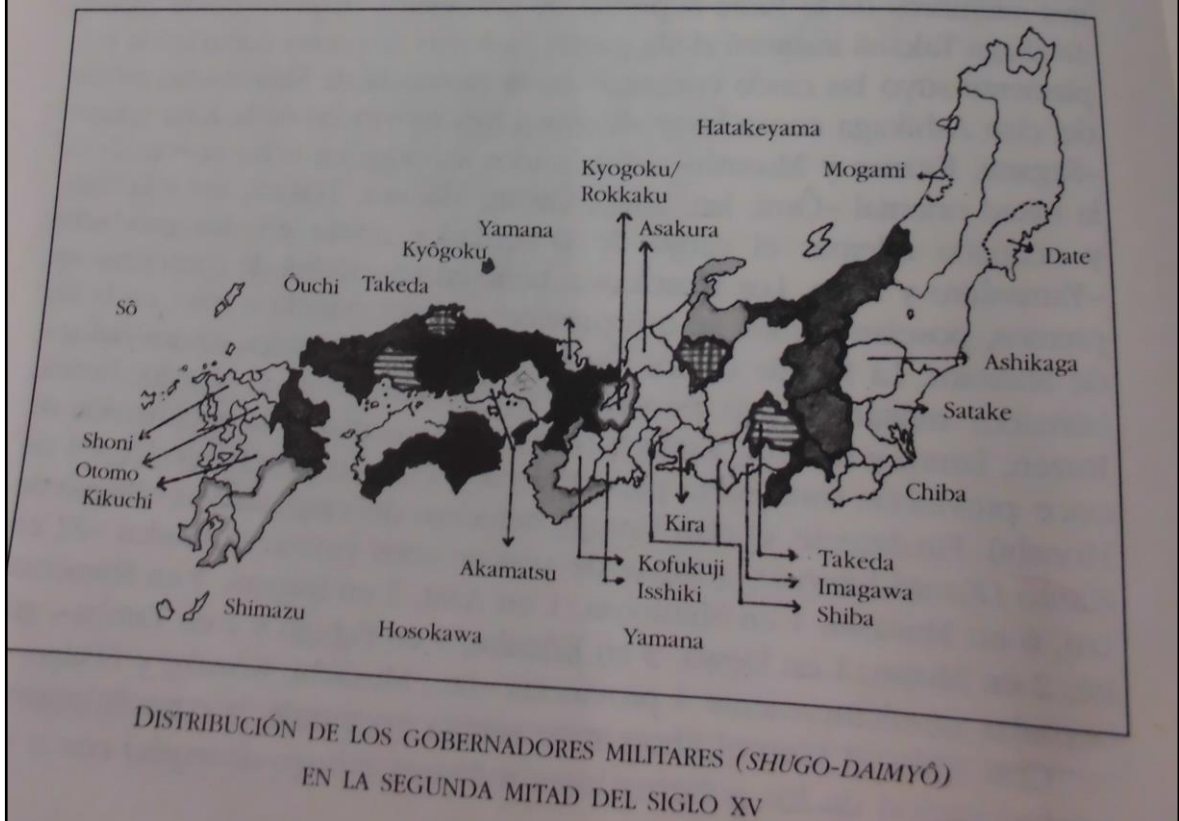 Hatakeyama
Kyogoku/
Rokkaku
Mogami
Yamana
Asakura
Kyôgoku
Date
Ôuchi
Takeda
Sô
Ashikaga
Satake
Shoni
Otomo
Kikuchi
Chiba
Kira
Akamatsu
Kofukuji
Isshiki
Takeda
Imagawa
Shiba
Shimazu
Hosokawa
Yamana
DISTRIBUCIÓN DE LOS GOBERNADORES MILITARES (SHUGO-DAIMYÔ)
EN LA SEGUNDA MITAD DEL SIGLO XV